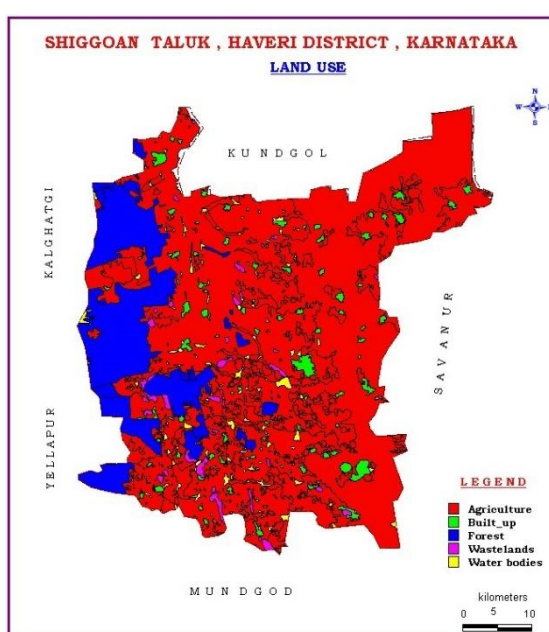 SHIGGOAN TALUK , HAVERI DISTRICT , KARNATAKA
LAND USE
N
W
S
KUNDGOL
KALGHATGI
SAVANUR
YELLAPUR
LEGEND
Agriculture
Built_up
Forest
Wastelands
Water bodies
MUNDGOD
kilometers
0 5 10